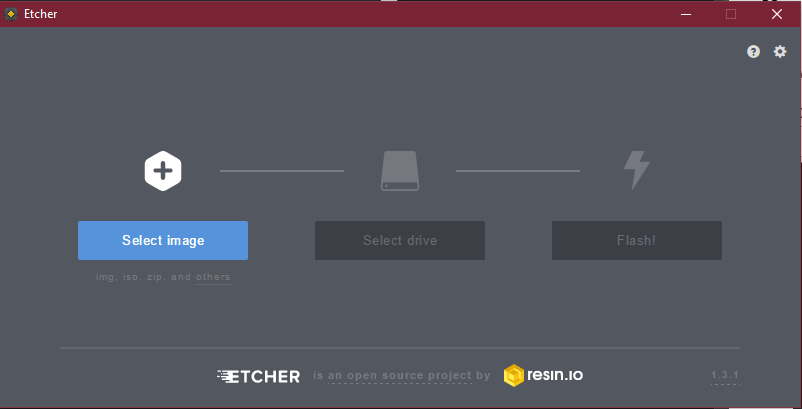 Etcher
Select image
Select drive
Flash!
img, iso, zip, and others
ETCHER is an open source project by resin.io 1.3.1